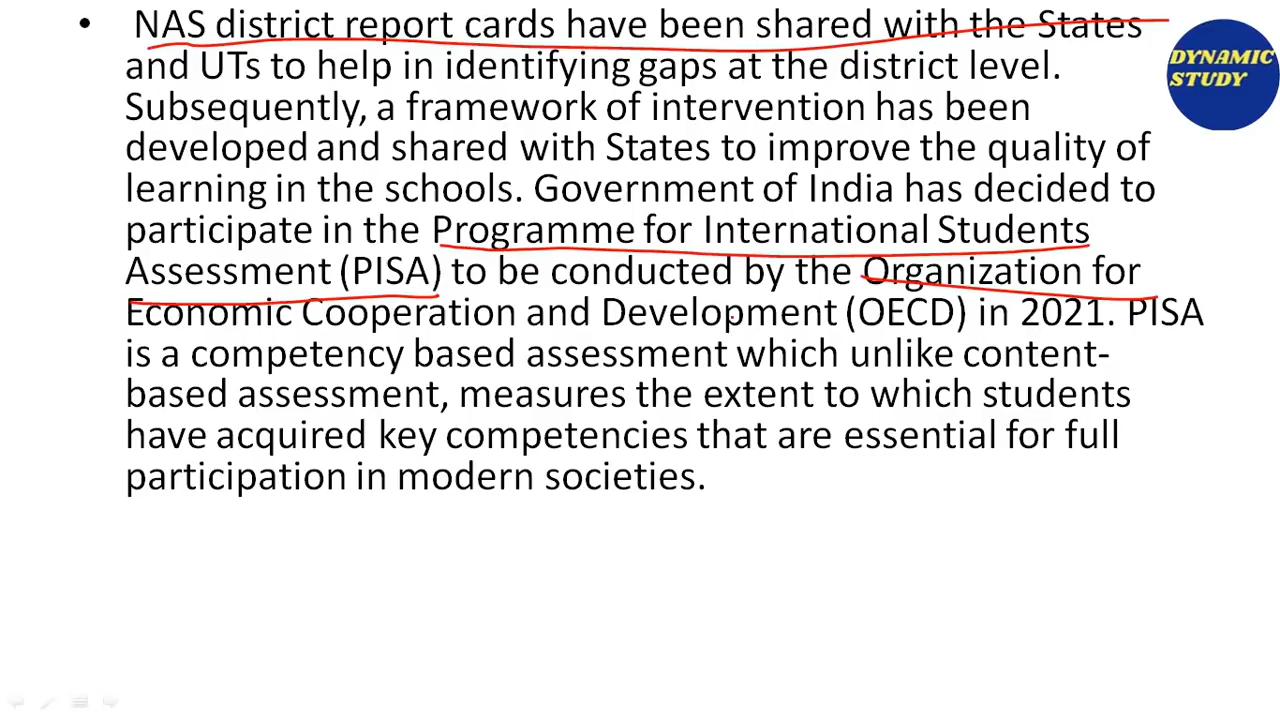 • NAS district report cards have been shared with the States
and UTs to help in identifying gaps at the district level.
Subsequently, a framework of intervention has been
developed and shared with States to improve the quality of
learning in the schools. Government of India has decided to
participate in the Programme for International Students
Assessment (PISA) to be conducted by the Organization for
Economic Cooperation and Development (OECD) in 2021. PISA
is a competency based assessment which unlike content-
based assessment, measures the extent to which students
have acquired key competencies that are essential for full
participation in modern societies.
DYNAMIC
STUDY